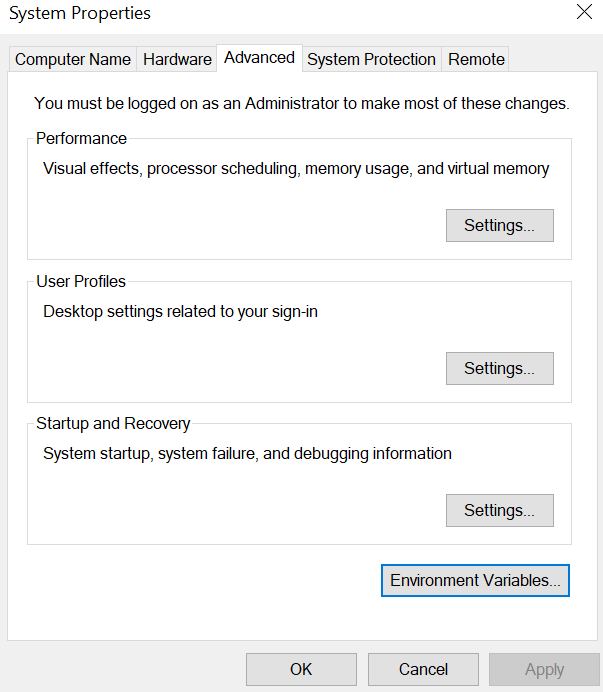 System Properties
Computer Name Hardware Advanced System Protection Remote
You must be logged on as an Administrator to make most of these changes.
Performance
Visual effects, processor scheduling, memory usage, and virtual memory
Settings...
User Profiles
Desktop settings related to your sign-in
Settings...
Startup and Recovery
System startup, system failure, and debugging information
Settings...
Environment Variables...
OK Cancel Apply